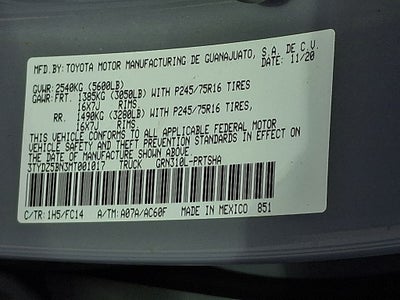 MFD.BY:TOYOTA MOTOR MANUFACTURING DE GUANAJUATO, S.A. DE C.V.
DATE: 11/20
GVWR: 2540KG (5600LB)
GAWR: FRT. 1385KG (3050LB) WITH P245/75R16 TIRES
16X7J RIMS
RR. 1490KG (3280LB) WITH P245/75R16 TIRES,
16X7J RIMS
THIS VEHICLE CONFORMS TO ALL APPLICABLE FEDERAL MOTOR
VEHICLE SAFETY AND THEFT PREVENTION STANDARDS IN EFFECT ON
THE DATE OF MANUFACTURE SHOWN ABOVE.
3TYDZ5BN3MT001017 TRUCK GRN310L-PRTSHA
C/TR: 1H5/FC14 A/TM: A07A/AC60F MADE IN MEXICO 851